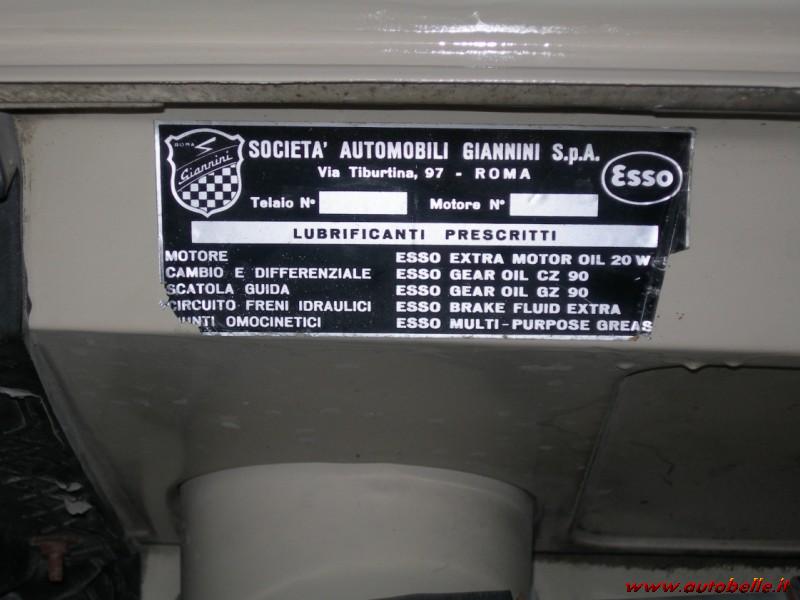 ROMA
Giannini
SOCIETA' AUTOMOBILI GIANNINI S.p.A.
Via Tiburtina, 97 - ROMA
Esso
Telaio N° Motore N°
LUBRIFICANTI PRESCRITTI
MOTORE ESSO EXTRA MOTOR OIL 20 W
CAMBIO E DIFFERENZIALE ESSO GEAR OIL CZ 90
SCATOLA GUIDA ESSO GEAR OIL GZ 90
CIRCUITO FRENI IDRAULICI ESSO BRAKE FLUID EXTRA
UNTI OMOCINETICI ESSO MULTI-PURPOSE GREAS
www.autobelle.it